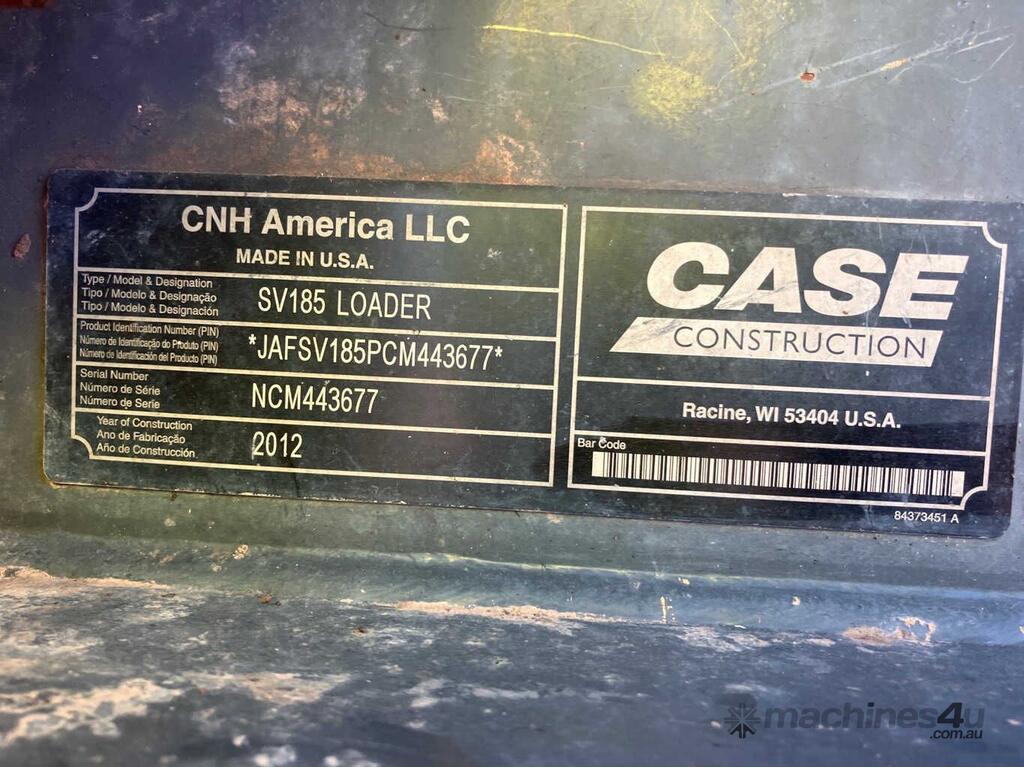 CNH America LLC
MADE IN U.S.A.
Type / Model & Designation
Tipo / Modelo & Designação
Tipo / Modelo & Designación
SV185 LOADER
Product Identification Number (PIN)
Número de Identificação do Produto (PIN)
Número de Identificación del Producto (PIN)
*JAFSV185PCM443677*
Serial Number
Número de Série
Número de Serie
NCM443677
Year of Construction
Ano de Fabricação
Año de Construcción
2012
CASE
CONSTRUCTION
Racine, WI 53404 U.S.A.
Bar Code
84373451 A
machines4u
.com.au